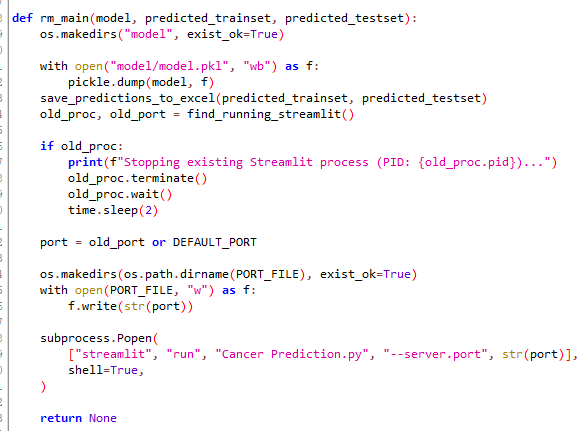 def rm_main(model, predicted_trainset, predicted_testset):
    os.makedirs("model", exist_ok=True)
    with open("model/model.pkl", "wb") as f:
        pickle.dump(model, f)
    save_predictions_to_excel(predicted_trainset, predicted_testset)
    old_proc, old_port = find_running_streamlit()
    if old_proc:
        print(f"Stopping existing Streamlit process (PID: {old_proc.pid})...")
        old_proc.terminate()
        old_proc.wait()
        time.sleep(2)
    port = old_port or DEFAULT_PORT
    os.makedirs(os.path.dirname(PORT_FILE), exist_ok=True)
    with open(PORT_FILE, "w") as f:
        f.write(str(port))
    subprocess.Popen(
        ["streamlit", "run", "Cancer Prediction.py", "--server.port", str(port)],
        shell=True,
    )
    return None